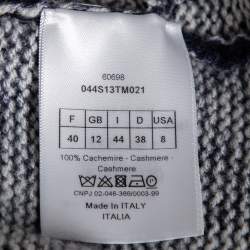 60698
044S13TM021
F GB I D USA
40 12 44 38 8
100% Cachemire - Cashmere -
Cashmere
CNPJ 02-046-366/0003-99
Made In ITALY
ITALIA